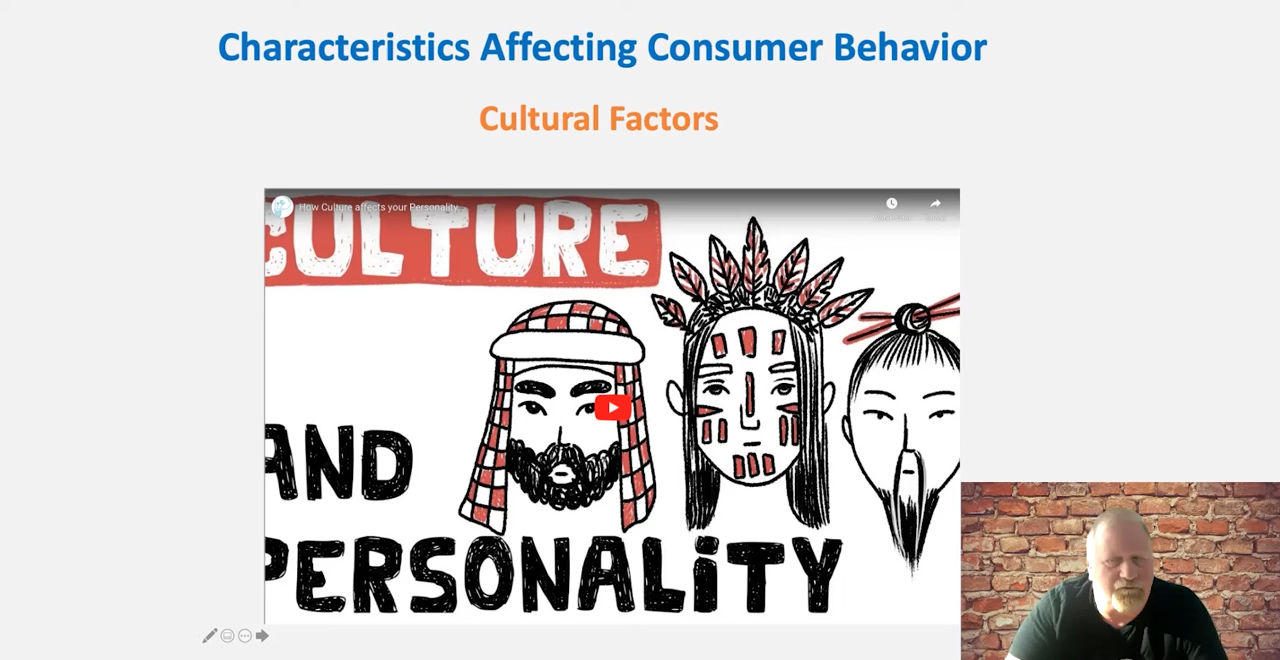 Characteristics Affecting Consumer Behavior
Cultural Factors
How Culture affects your Personality
CULTURE
AND
PERSONALiTY